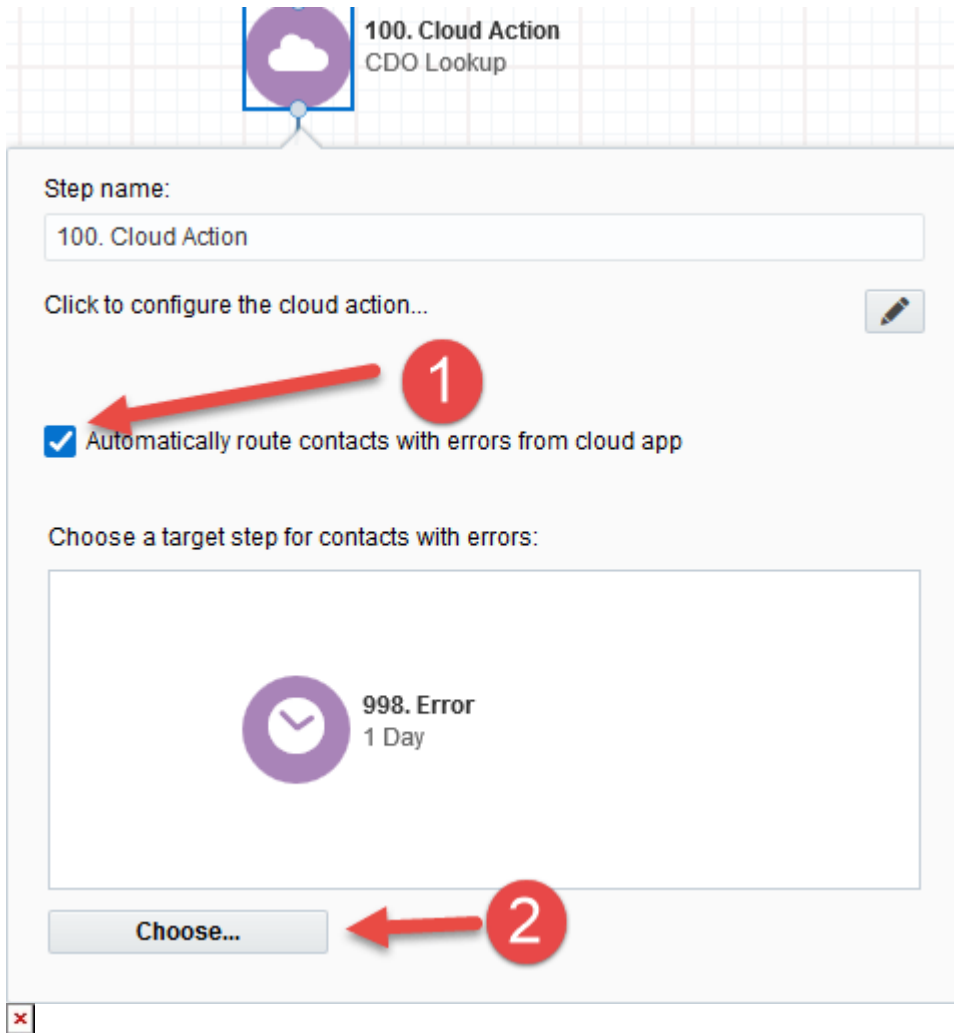 100. Cloud Action
CDO Lookup
Step name:
100. Cloud Action
Click to configure the cloud action...
1
Automatically route contacts with errors from cloud app
Choose a target step for contacts with errors:
998. Error
1 Day
Choose...
2